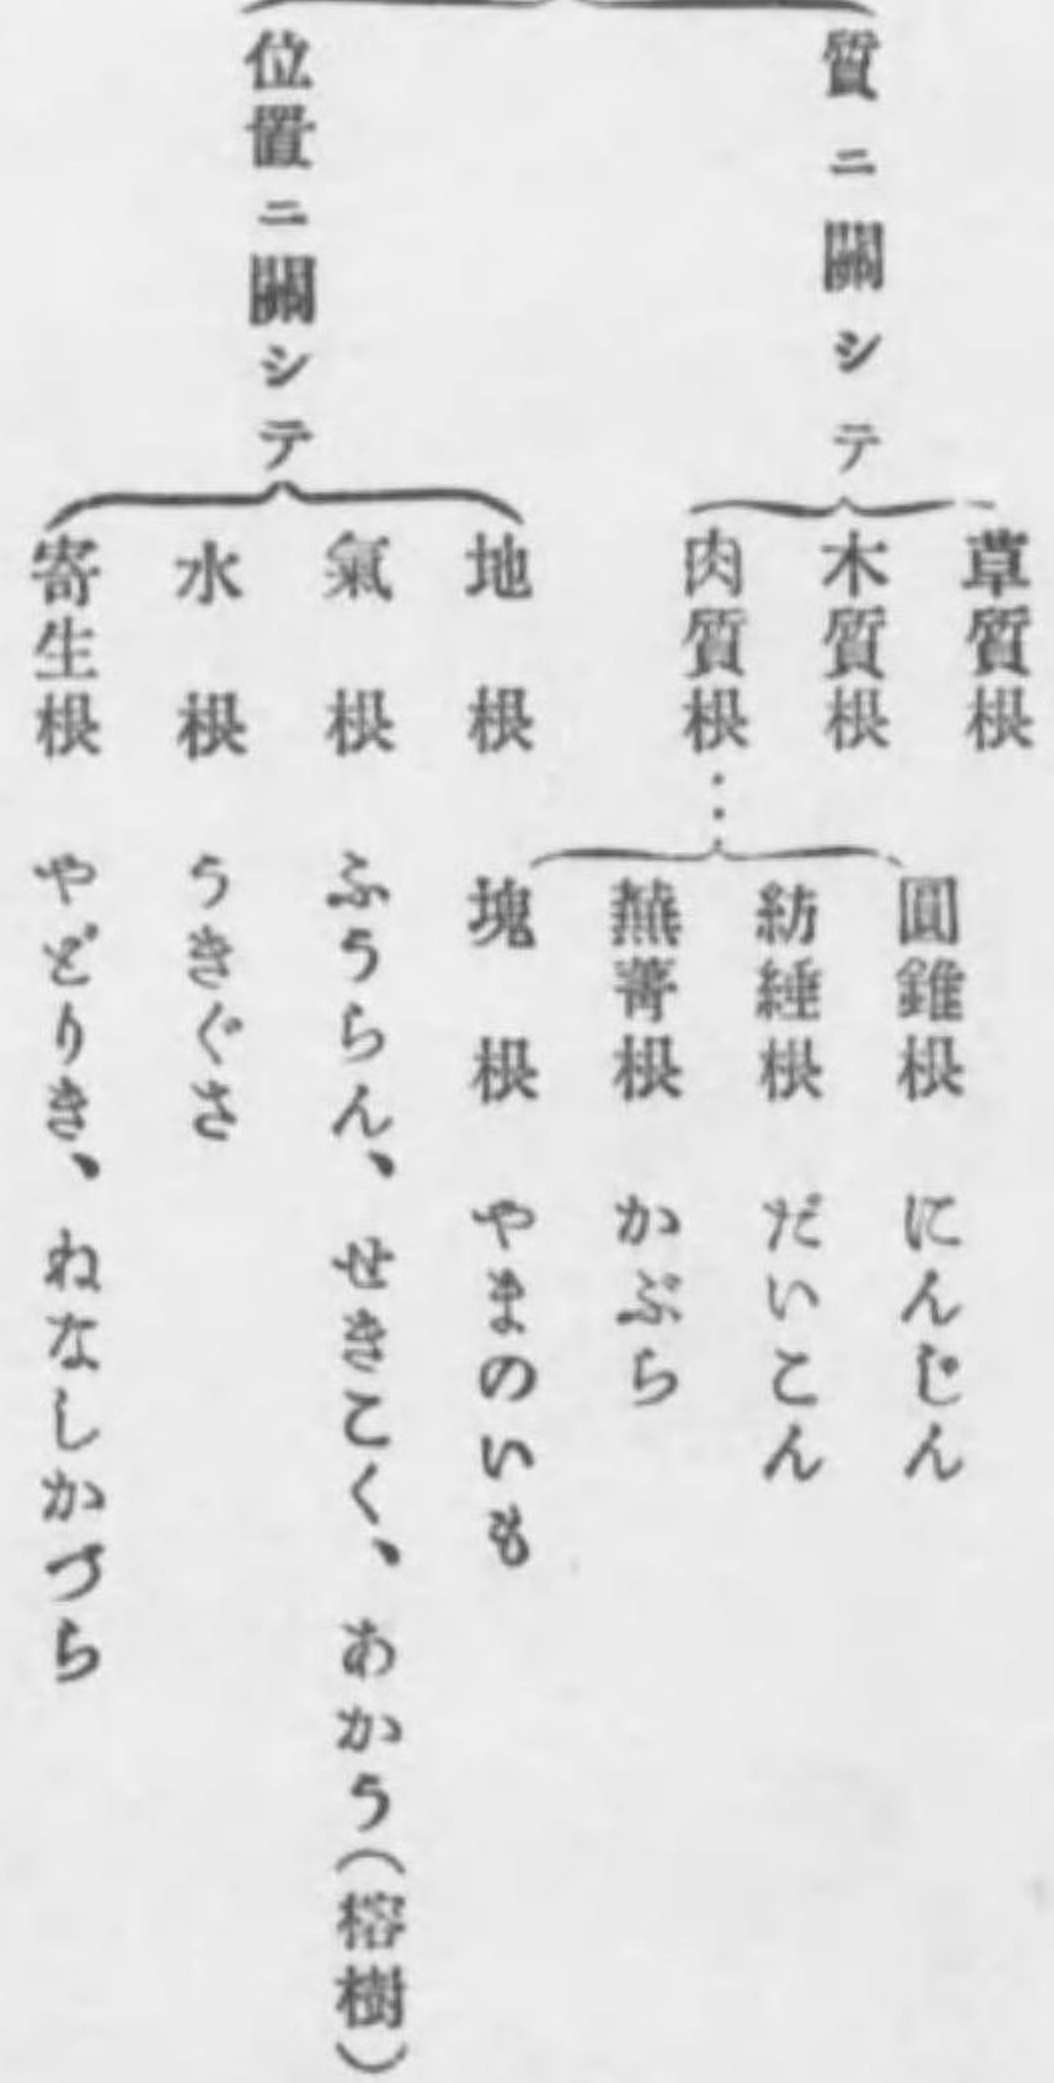 質ニ關シテ
草質根
木質根
肉質根…
圓錐根 にんじん
紡綞根 だいこん
蕪菁根 かぶら
塊根 やまのいも
位置ニ關シテ
地根
氣根 ふうらん、せきこく、あかう(榕樹)
水根 うきぐさ
寄生根 やどりき、ねなしかづら